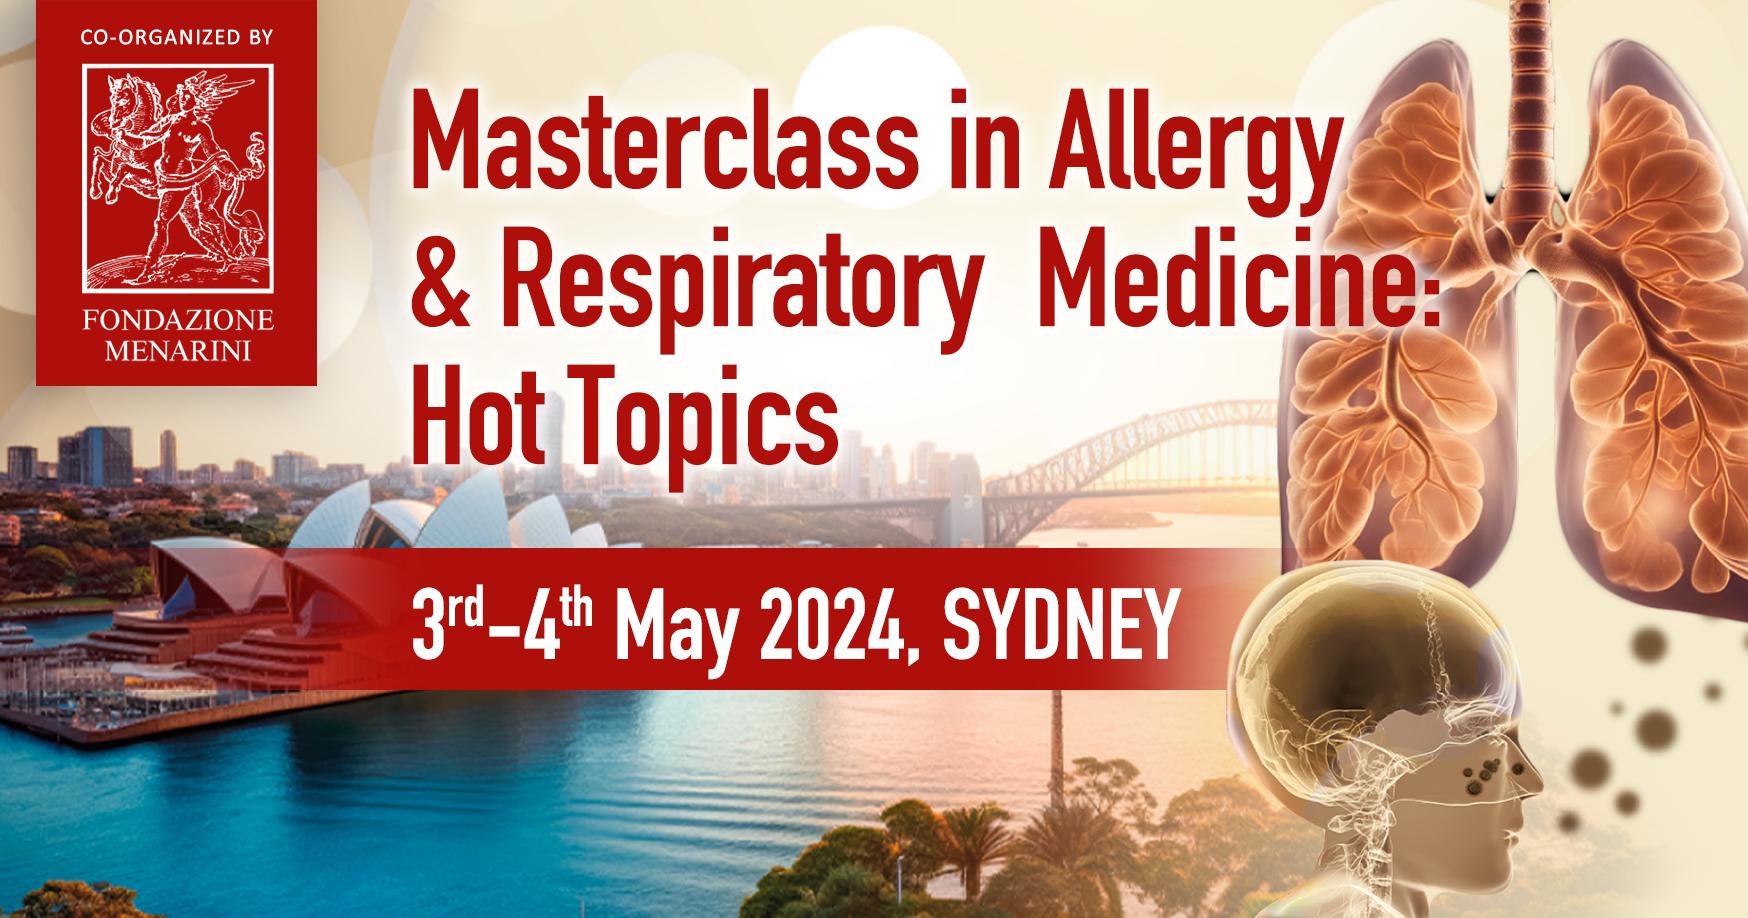 CO-ORGANIZED BY
FONDAZIONE
MENARINI
Masterclass in Allergy
& Respiratory Medicine:
Hot Topics
3rd-4th May 2024, SYDNEY